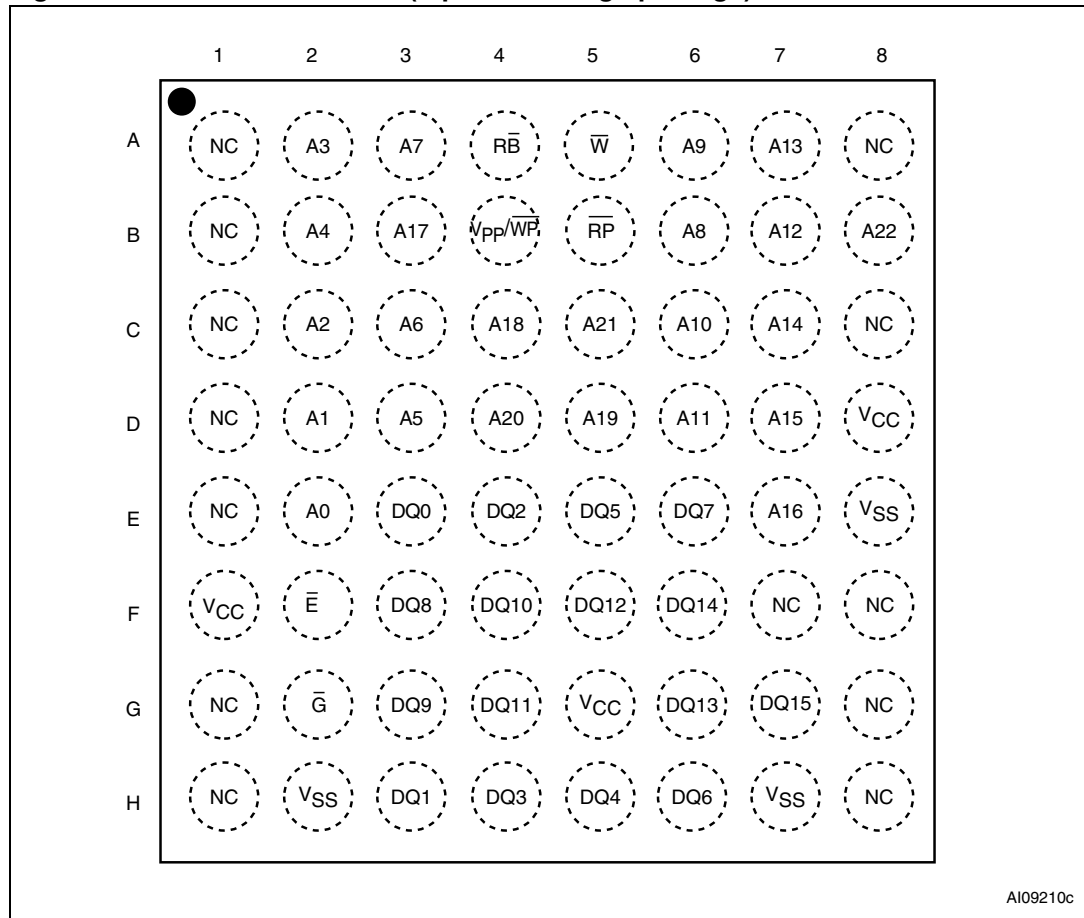 1 2 3 4 5 6 7 8
A NC A3 A7 RB̅ W̅ A9 A13 NC
B NC A4 A17 VPP/W̅P̅ R̅P̅ A8 A12 A22
C NC A2 A6 A18 A21 A10 A14 NC
D NC A1 A5 A20 A19 A11 A15 VCC
E NC A0 DQ0 DQ2 DQ5 DQ7 A16 VSS
F VCC E̅ DQ8 DQ10 DQ12 DQ14 NC NC
G NC G̅ DQ9 DQ11 VCC DQ13 DQ15 NC
H NC VSS DQ1 DQ3 DQ4 DQ6 VSS NC
AI09210c